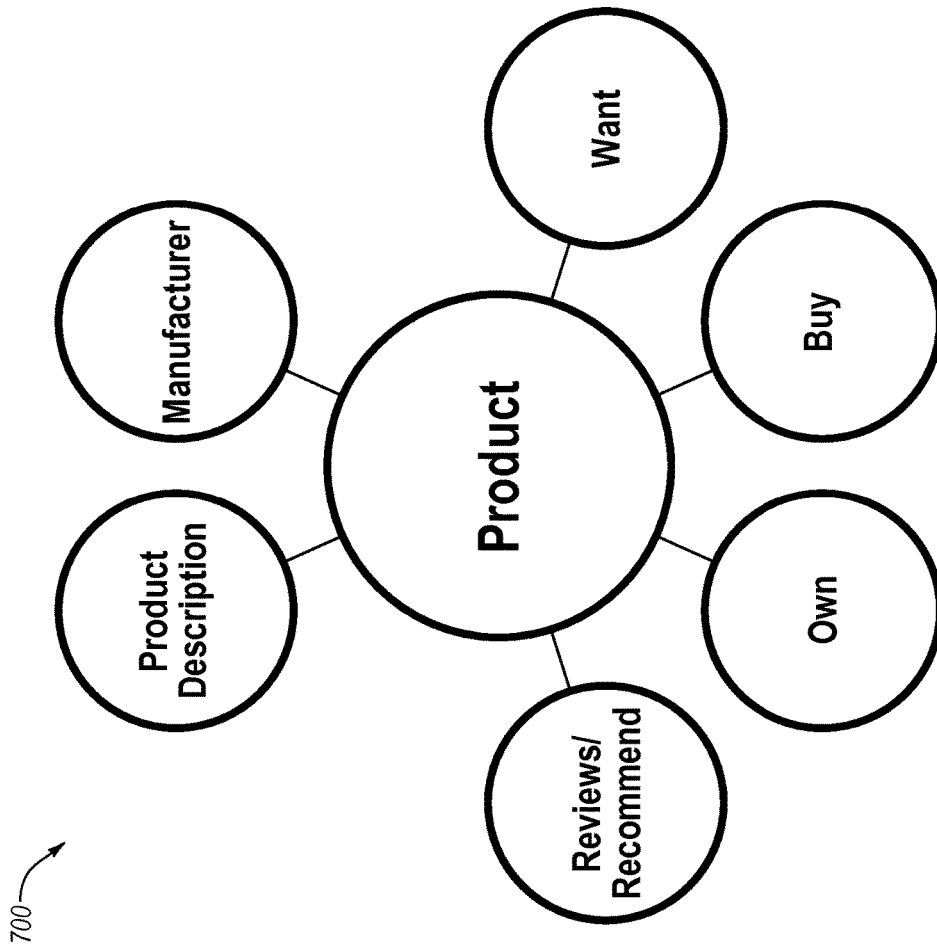 700
Product
Description
Manufacturer
Reviews/
Recommend
Product
Want
Own
Buy